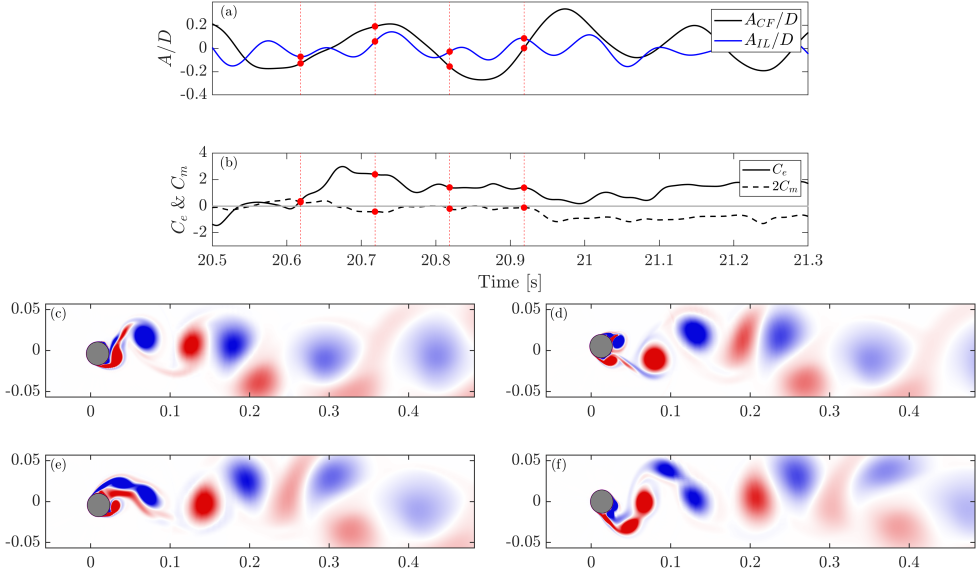 (a)
A_CF/D
A_IL/D
A/D
0.2
0
-0.2
-0.4
(b)
C_e
2C_m
C_e & C_m
4
2
0
-2
20.5 20.6 20.7 20.8 20.9 21 21.1 21.2 21.3
Time [s]
(c)
0.05
0
-0.05
0 0.1 0.2 0.3 0.4
(d)
0.05
0
-0.05
0 0.1 0.2 0.3 0.4
(e)
0.05
0
-0.05
0 0.1 0.2 0.3 0.4
(f)
0.05
0
-0.05
0 0.1 0.2 0.3 0.4